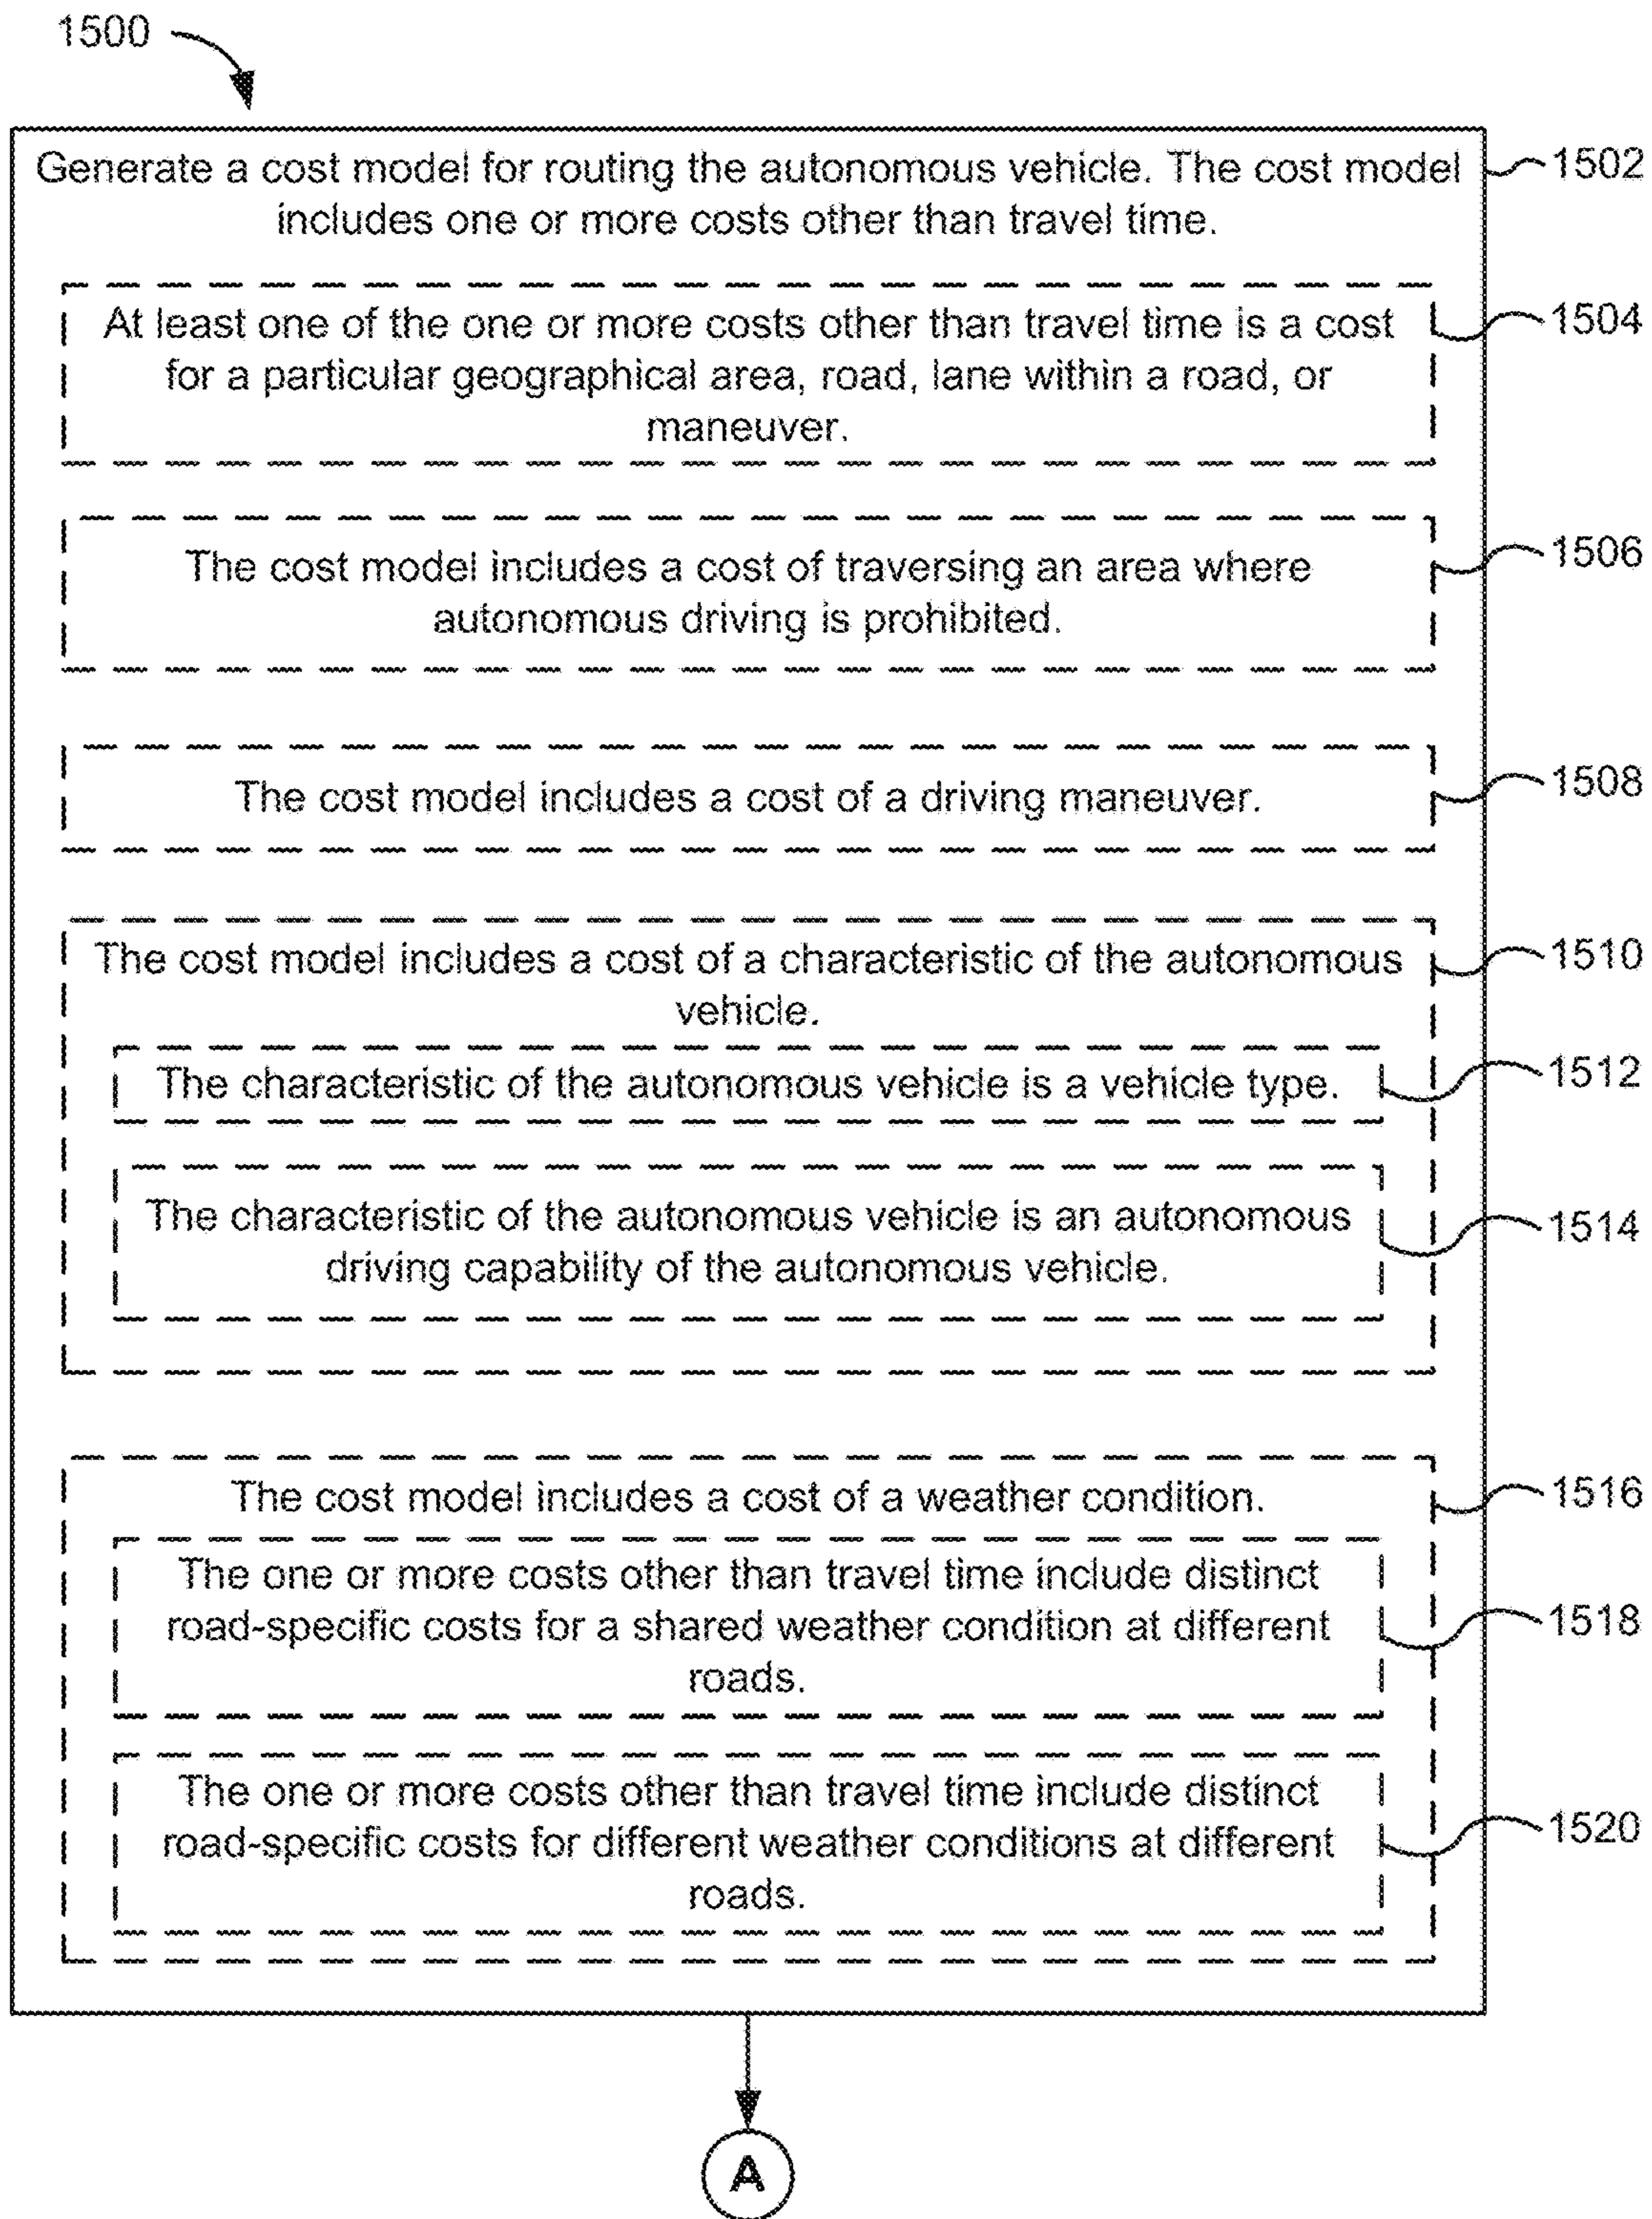 1500
Generate a cost model for routing the autonomous vehicle. The cost model
includes one or more costs other than travel time.
1502
At least one of the one or more costs other than travel time is a cost
for a particular geographical area, road, lane within a road, or
maneuver.
1504
The cost model includes a cost of traversing an area where
autonomous driving is prohibited.
1506
The cost model includes a cost of a driving maneuver.
1508
The cost model includes a cost of a characteristic of the autonomous
vehicle.
1510
The characteristic of the autonomous vehicle is a vehicle type.
1512
The characteristic of the autonomous vehicle is an autonomous
driving capability of the autonomous vehicle.
1514
The cost model includes a cost of a weather condition.
1516
The one or more costs other than travel time include distinct
road-specific costs for a shared weather condition at different
roads.
1518
The one or more costs other than travel time include distinct
road-specific costs for different weather conditions at different
roads.
1520
A